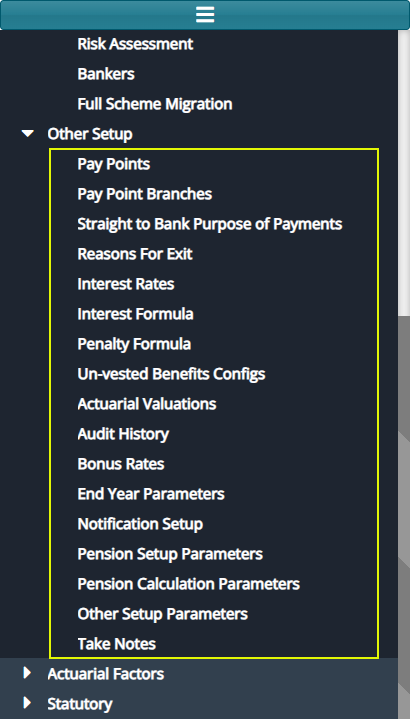 Risk Assessment
Bankers
Full Scheme Migration
Other Setup
Pay Points
Pay Point Branches
Straight to Bank Purpose of Payments
Reasons For Exit
Interest Rates
Interest Formula
Penalty Formula
Un-vested Benefits Configs
Actuarial Valuations
Audit History
Bonus Rates
End Year Parameters
Notification Setup
Pension Setup Parameters
Pension Calculation Parameters
Other Setup Parameters
Take Notes
Actuarial Factors
Statutory